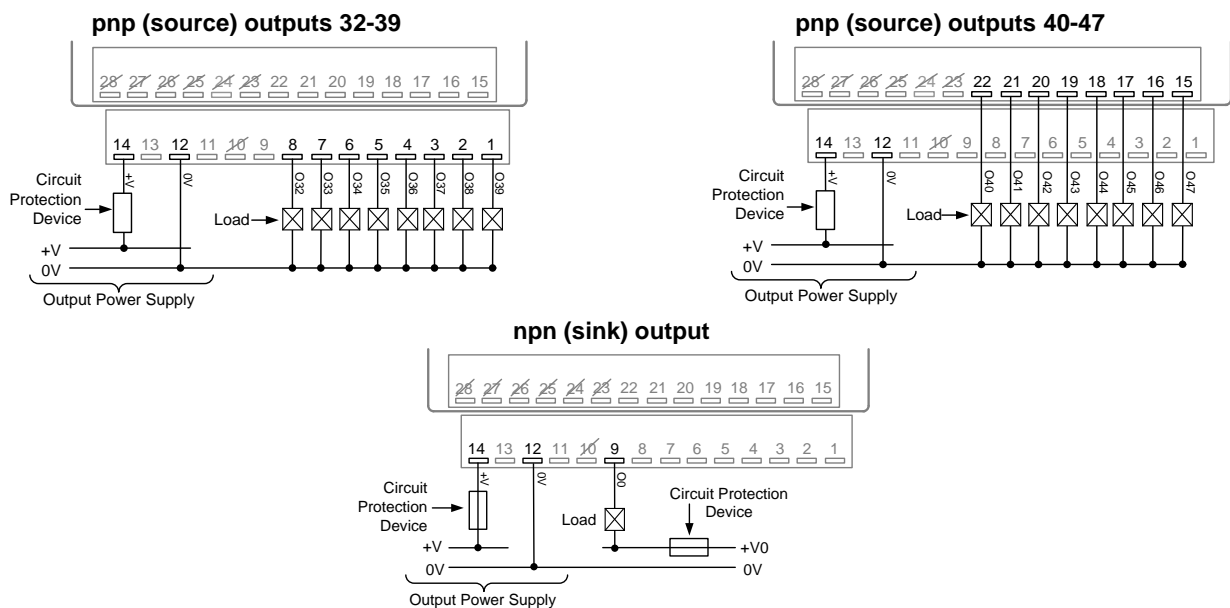 pnp (source) outputs 32-39
28 27 26 25 24 23 22 21 20 19 18 17 16 15
14 13 12 11 10 9 8 7 6 5 4 3 2 1
+V 0V O32 O33 O34 O35 O36 O37 O38 O39
Circuit
Protection
Device
Load
+V
0V
Output Power Supply
pnp (source) outputs 40-47
28 27 26 25 24 23 22 21 20 19 18 17 16 15
14 13 12 11 10 9 8 7 6 5 4 3 2 1
+V 0V O40 O41 O42 O43 O44 O45 O46 O47
Circuit
Protection
Device
Load
+V
0V
Output Power Supply
npn (sink) output
28 27 26 25 24 23 22 21 20 19 18 17 16 15
14 13 12 11 10 9 8 7 6 5 4 3 2 1
+V 0V O0
Circuit
Protection
Device
Load
Circuit Protection
Device
+V +V0
0V 0V
Output Power Supply